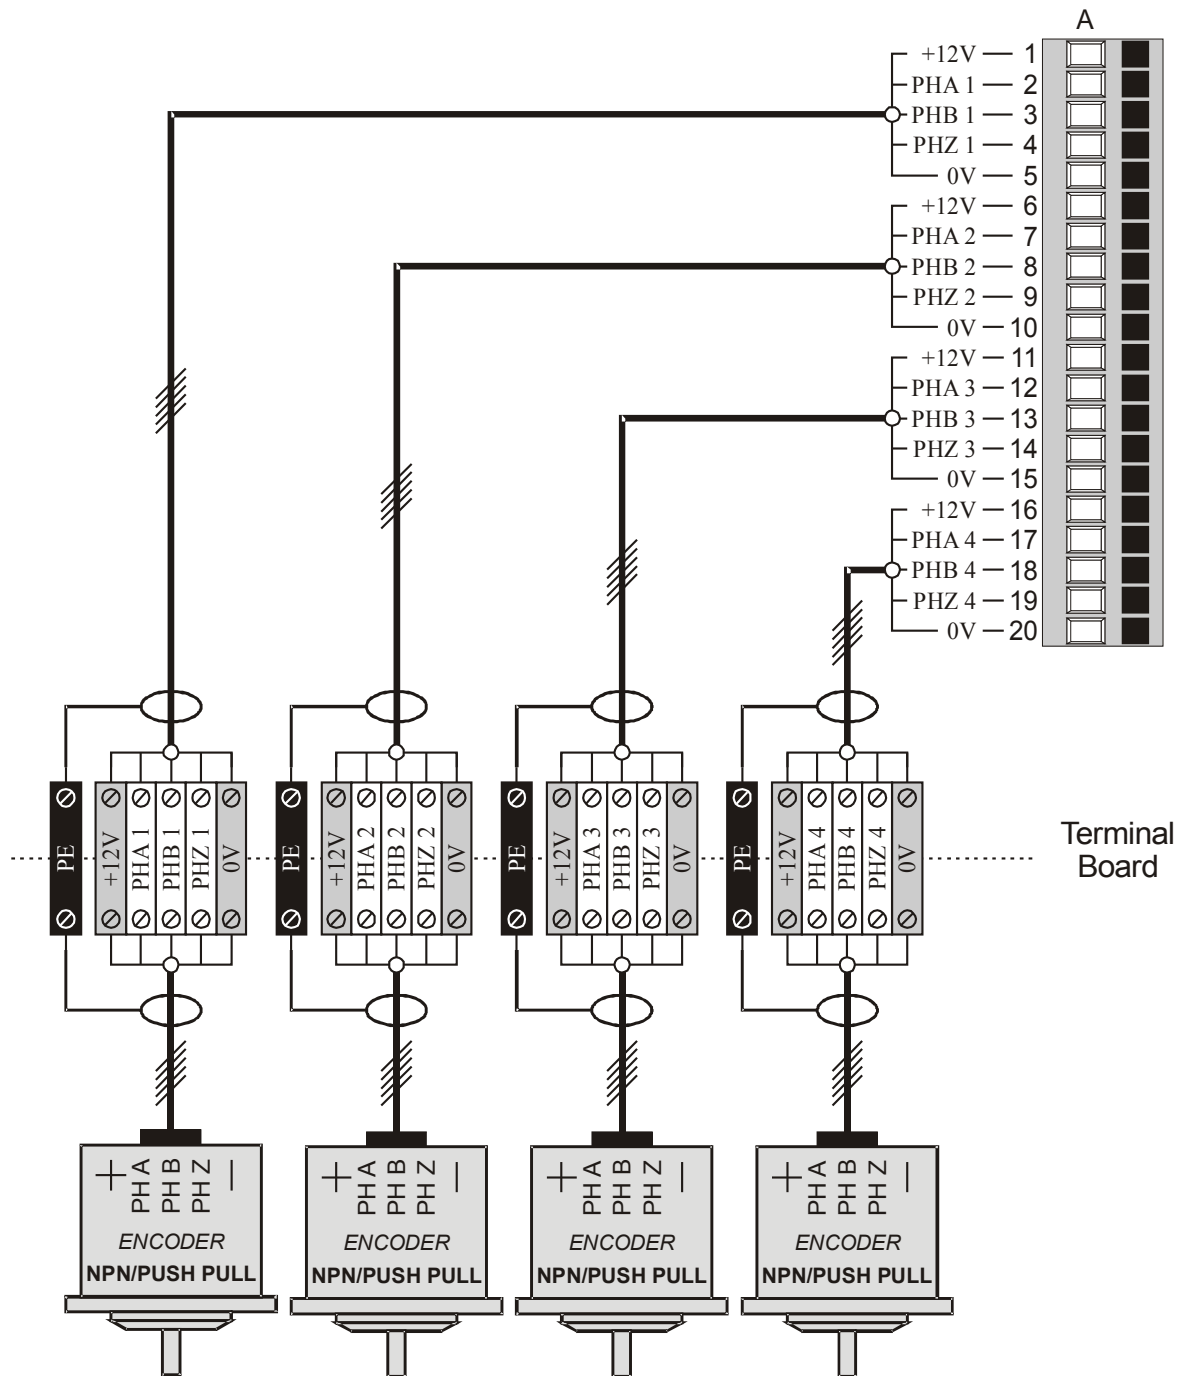 A
+12V 1
PHA 1 2
PHB 1 3
PHZ 1 4
0V 5
+12V 6
PHA 2 7
PHB 2 8
PHZ 2 9
0V 10
+12V 11
PHA 3 12
PHB 3 13
PHZ 3 14
0V 15
+12V 16
PHA 4 17
PHB 4 18
PHZ 4 19
0V 20
PE
+12V
PHA 1
PHB 1
PHZ 1
0V
PE
+12V
PHA 2
PHB 2
PHZ 2
0V
PE
+12V
PHA 3
PHB 3
PHZ 3
0V
PE
+12V
PHA 4
PHB 4
PHZ 4
0V
Terminal
Board
+
PH A
PH B
PH Z
—
ENCODER
NPN/PUSH PULL
+
PH A
PH B
PH Z
—
ENCODER
NPN/PUSH PULL
+
PH A
PH B
PH Z
—
ENCODER
NPN/PUSH PULL
+
PH A
PH B
PH Z
—
ENCODER
NPN/PUSH PULL